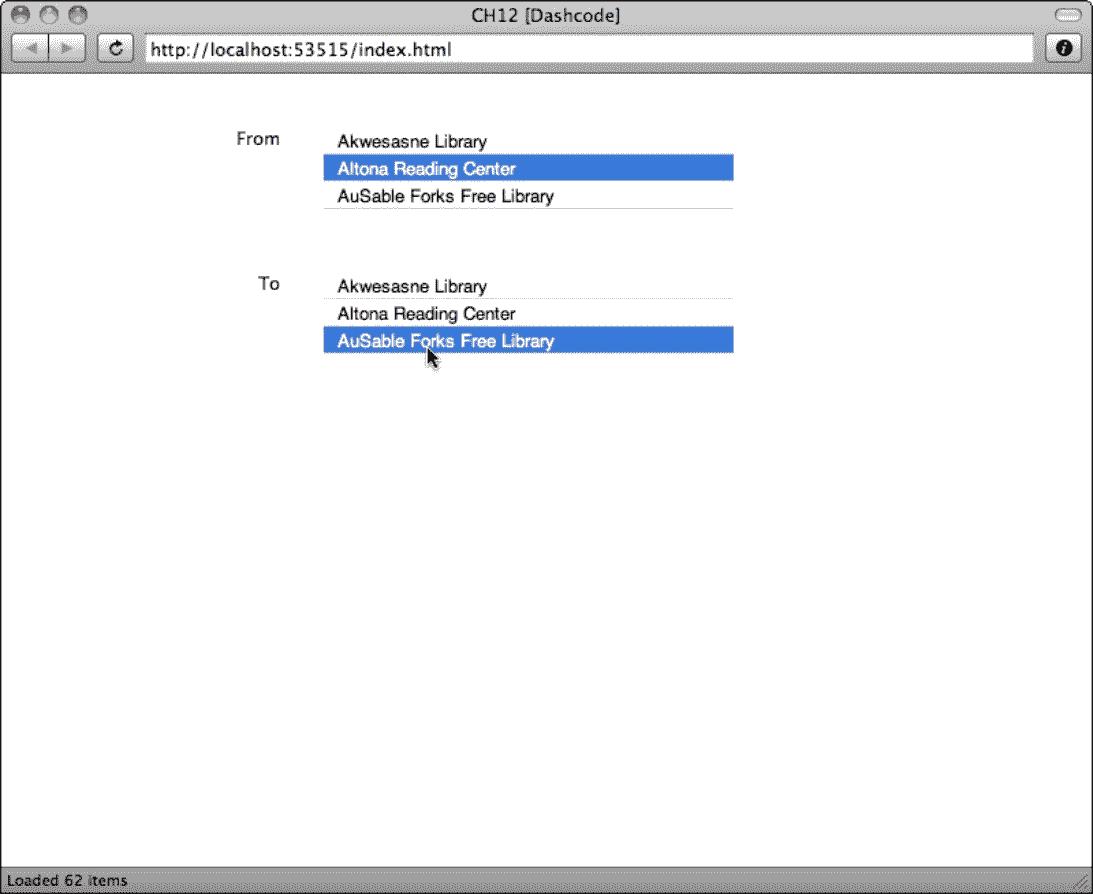 CH12 [Dashcode]
http://localhost:53515/index.html
From
Akwesasne Library
Altona Reading Center
AuSable Forks Free Library
To
Akwesasne Library
Altona Reading Center
AuSable Forks Free Library
Loaded 62 items